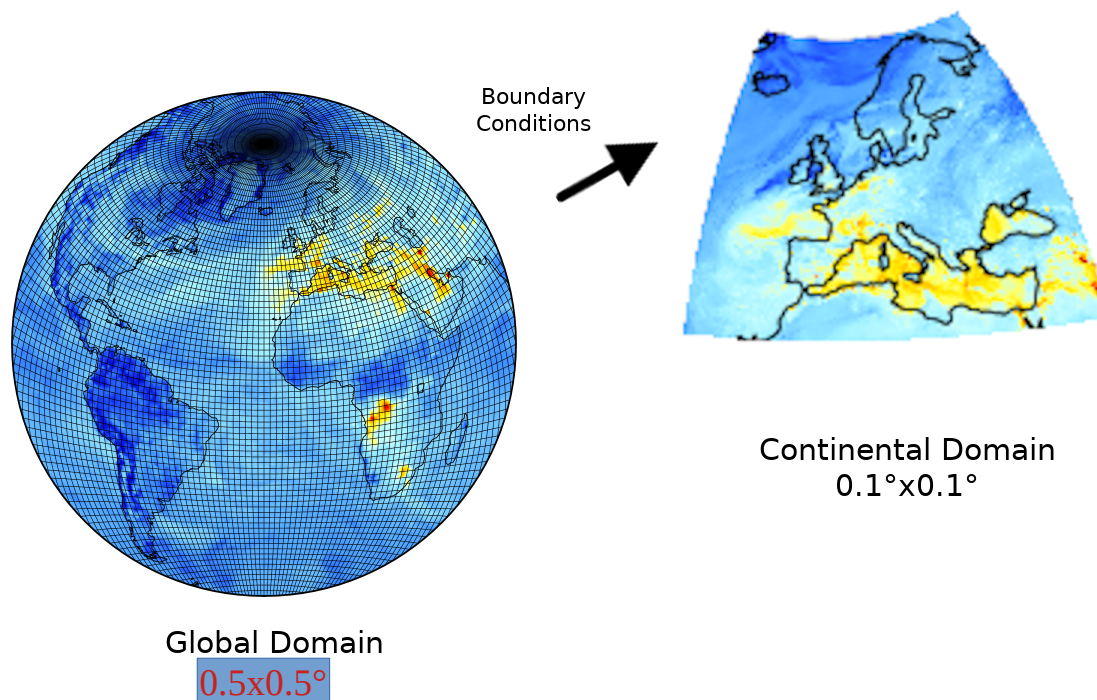 Boundary
Conditions
Continental Domain
0.1°x0.1°
Global Domain
0.5x0.5°